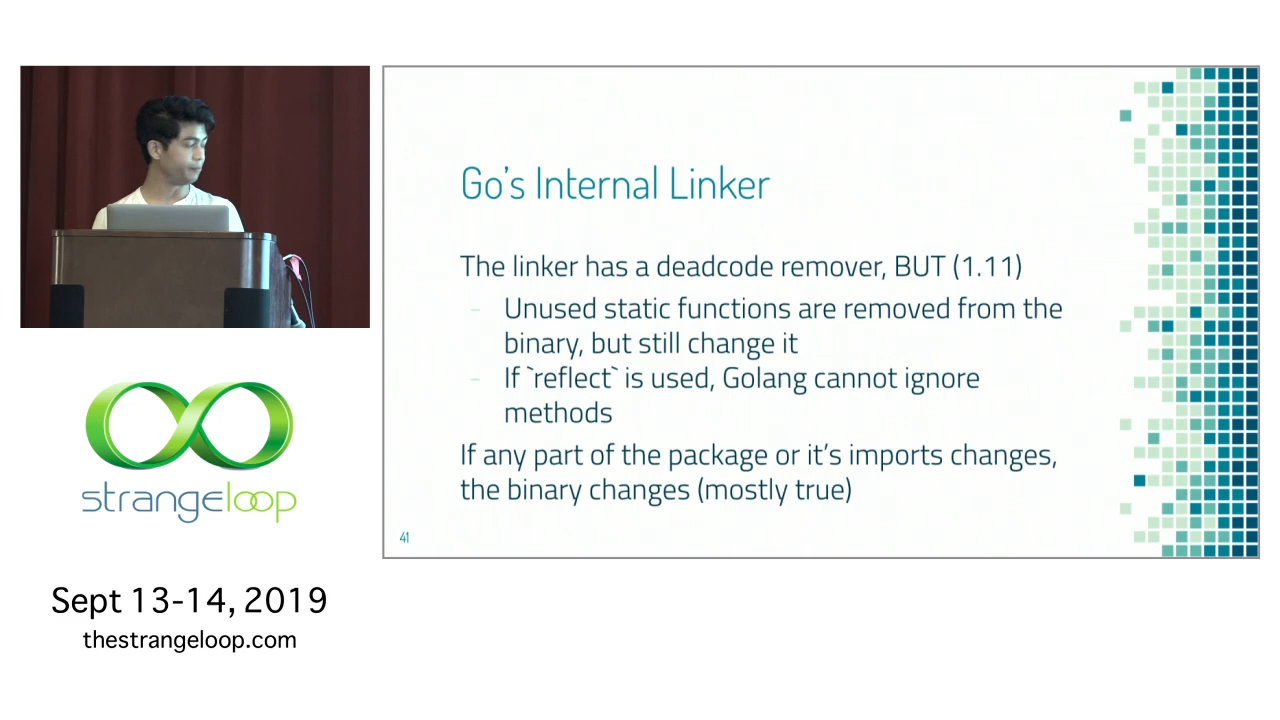 Go's Internal Linker
The linker has a deadcode remover, BUT (1.11)
- Unused static functions are removed from the
binary, but still change it
- If `reflect` is used, Golang cannot ignore
methods
If any part of the package or it's imports changes,
the binary changes (mostly true)
41
strangeloop
Sept 13-14, 2019
thestrangeloop.com